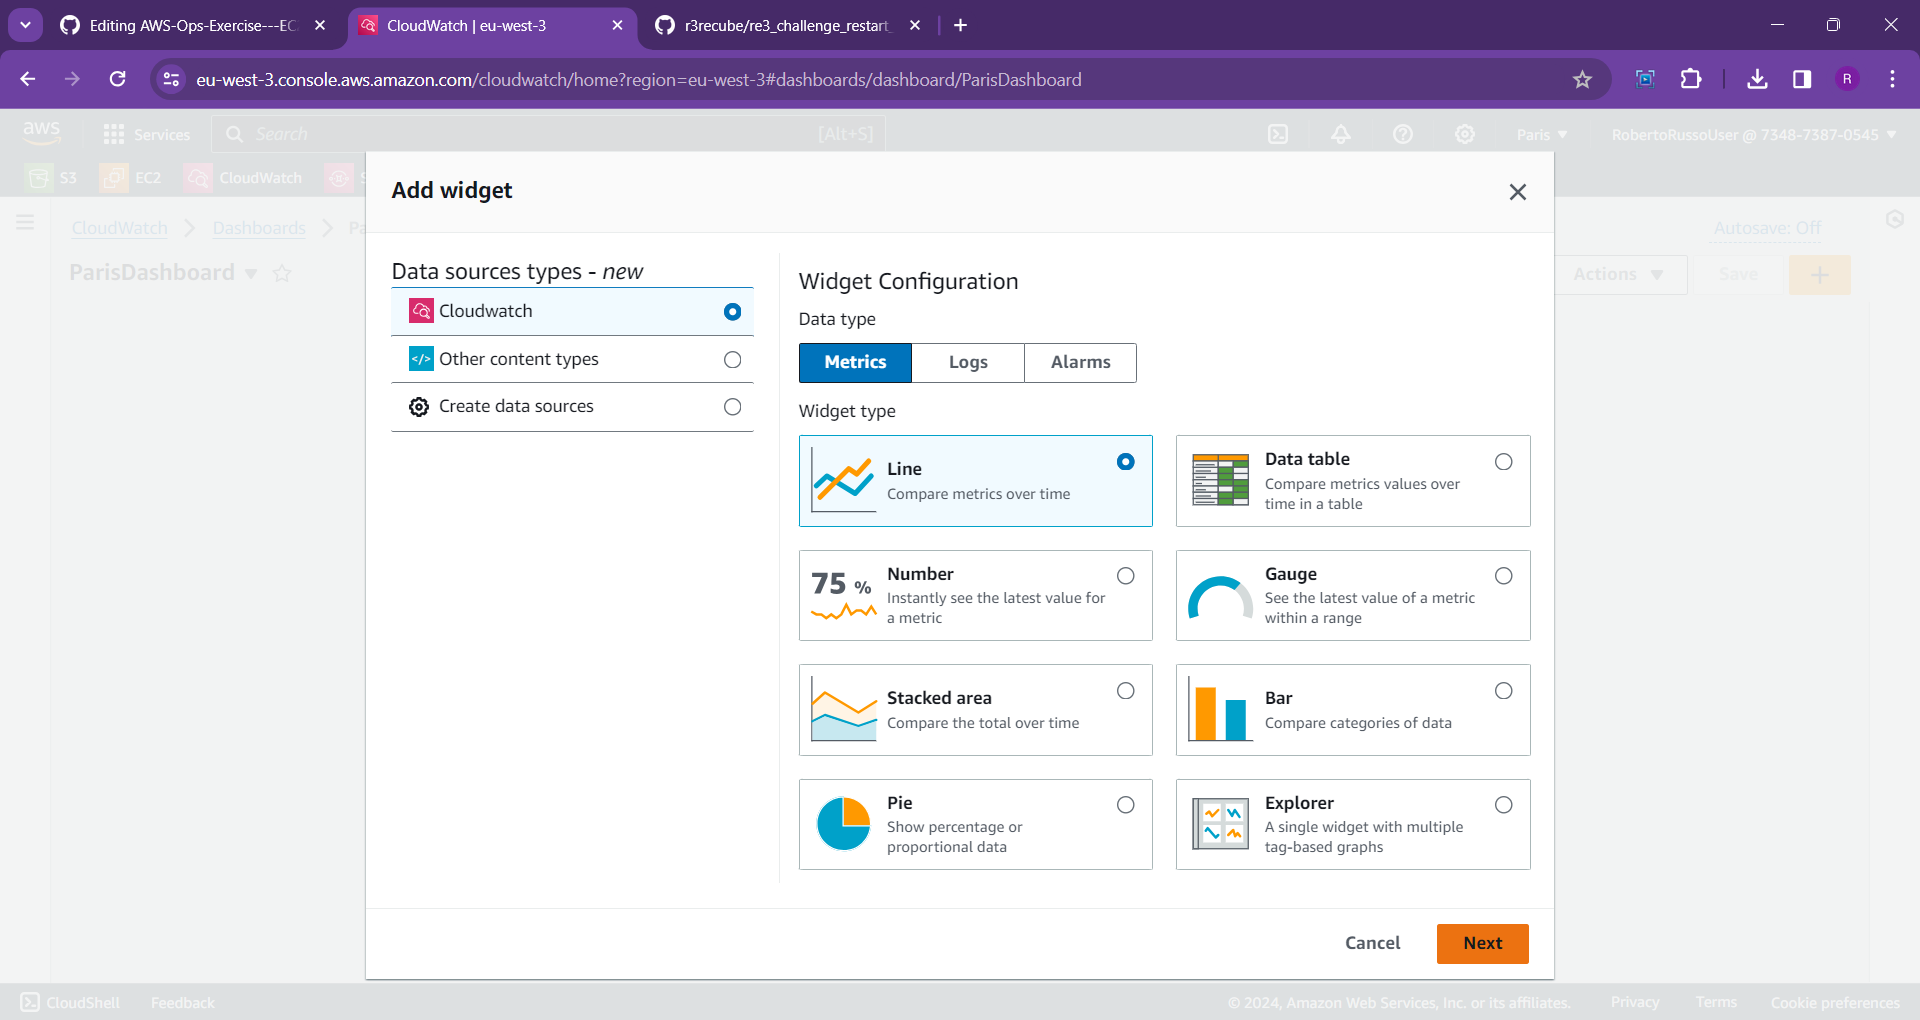 Editing AWS-Ops-Exercise---EC
CloudWatch | eu-west-3
r3recube/re3_challenge_restart_
eu-west-3.console.aws.amazon.com/cloudwatch/home?region=eu-west-3#dashboards/dashboard/ParisDashboard
R
aws
Services
Search
[Alt+S]
Paris
RobertoRussoUser @ 7348-7387-0545
S3
EC2
CloudWatch
CloudWatch
Dashboards
Pa
Autosave: Off
ParisDashboard
Actions
Save
Add widget
Data sources types - new
Cloudwatch
Other content types
Create data sources
Widget Configuration
Data type
Metrics
Logs
Alarms
Widget type
Line
Compare metrics over time
Data table
Compare metrics values over
time in a table
75 %
Number
Instantly see the latest value for
a metric
Gauge
See the latest value of a metric
within a range
Stacked area
Compare the total over time
Bar
Compare categories of data
Pie
Show percentage or
proportional data
Explorer
A single widget with multiple
tag-based graphs
Cancel
Next
CloudShell
Feedback
© 2024, Amazon Web Services, Inc. or its affiliates.
Privacy
Terms
Cookie preferences